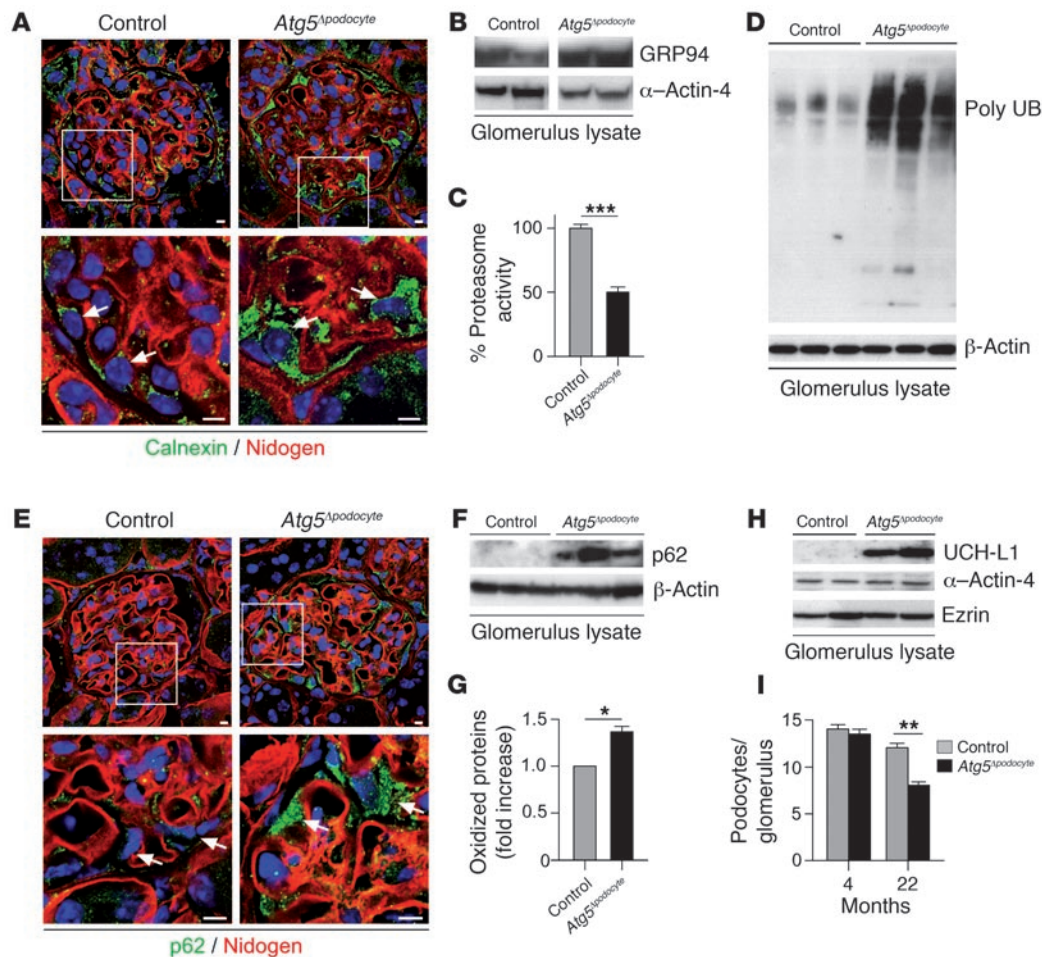 A
Control
Atg5Δpodocyte
Calnexin / Nidogen
B
Control
Atg5Δpodocyte
GRP94
α–Actin-4
Glomerulus lysate
C
***
100
50
0
% Proteasome
activity
Control
Atg5Δpodocyte
D
Control
Atg5Δpodocyte
Poly UB
β-Actin
Glomerulus lysate
E
Control
Atg5Δpodocyte
p62 / Nidogen
F
Control
Atg5Δpodocyte
p62
β-Actin
Glomerulus lysate
G
*
1.5
1.0
0.5
0
Oxidized proteins
(fold increase)
Control
Atg5Δpodocyte
H
Control
Atg5Δpodocyte
UCH-L1
α–Actin-4
Ezrin
Glomerulus lysate
I
15
10
5
0
Podocytes/
glomerulus
**
Control
Atg5Δpodocyte
4
22
Months